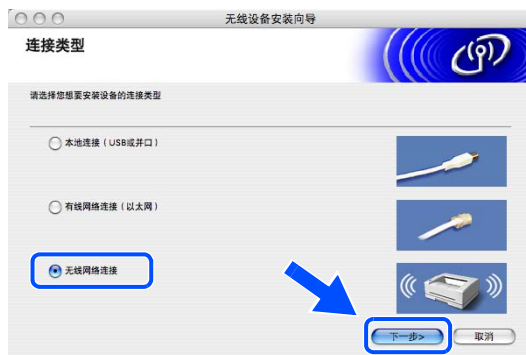 无线设备安装向导
连接类型
请选择您想要安装设备的连接类型
本地连接（USB或并口）
有线网络连接（以太网）
无线网络连接
下一步>
取消